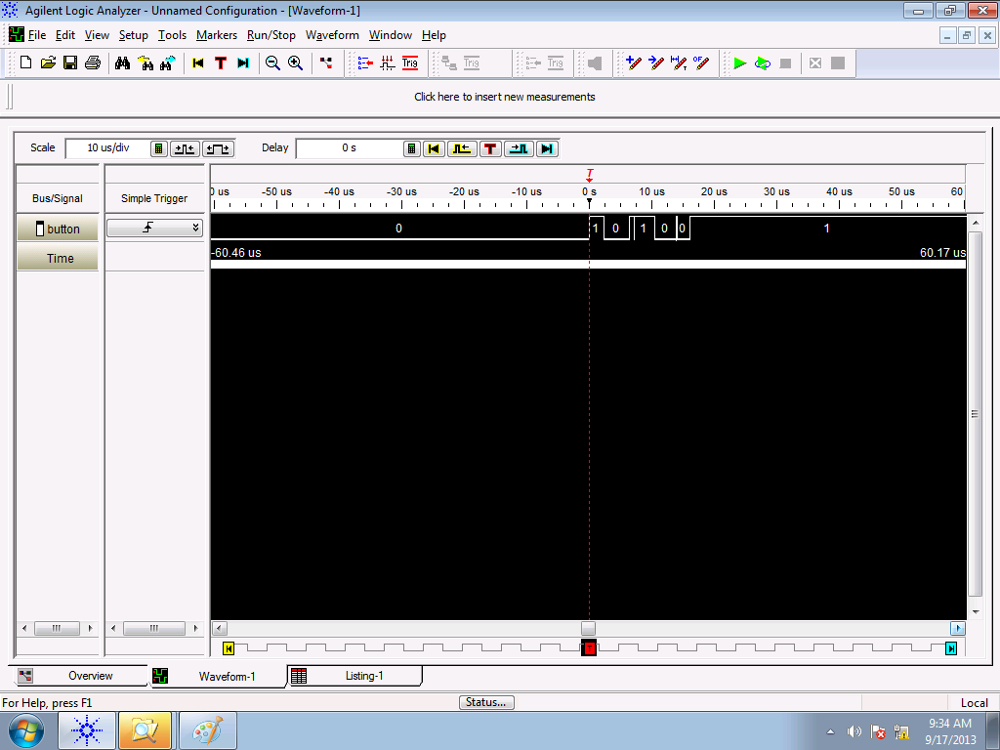 Agilent Logic Analyzer - Unnamed Configuration - [Waveform-1]
File Edit View Setup Tools Markers Run/Stop Waveform Window Help
T Trig Trig Trig
Click here to insert new measurements
Scale 10 us/div Delay 0 s T
T
0 us -50 us -40 us -30 us -20 us -10 us 0 s 10 us 20 us 30 us 40 us 50 us 60
Bus/Signal Simple Trigger
button 0 1 0 1 0 0 1
Time -60.46 us 60.17 us
Overview Waveform-1 Listing-1
For Help, press F1 Status... Local
9:34 AM
9/17/2013